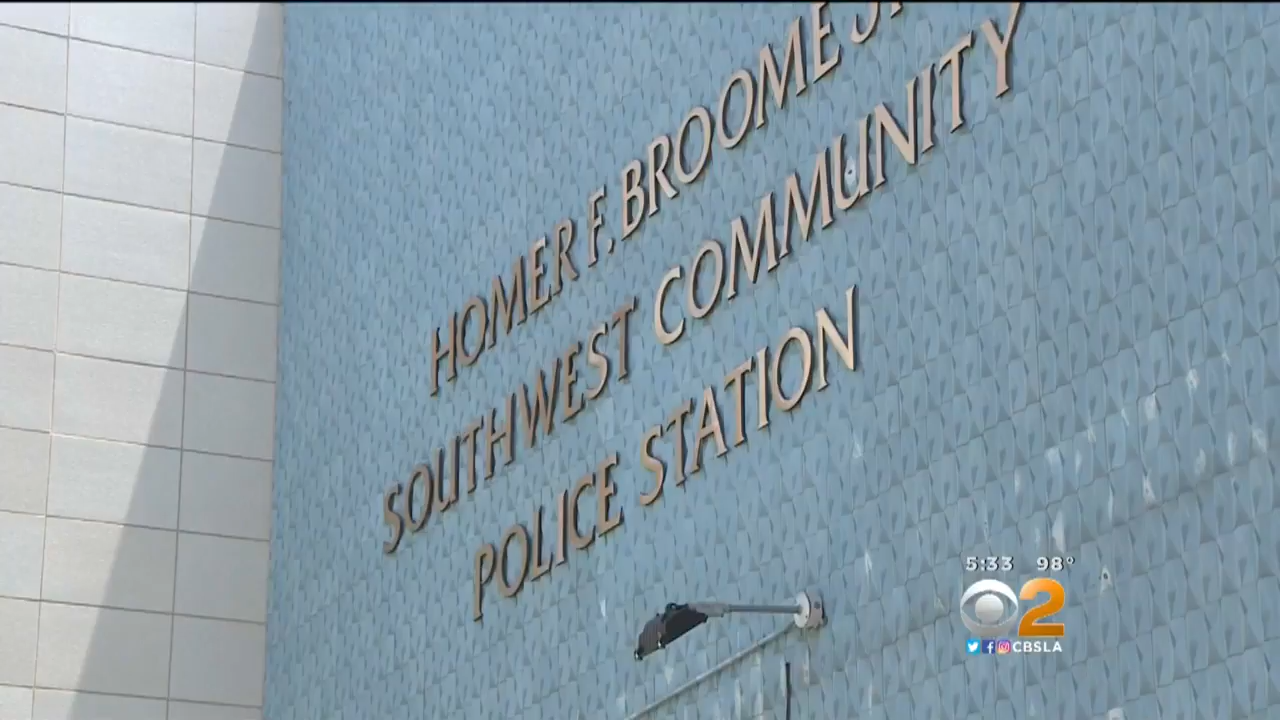 HOMER F. BROOME
SOUTHWEST COMMUNITY
POLICE STATION
5:33 98°
2
CBSLA